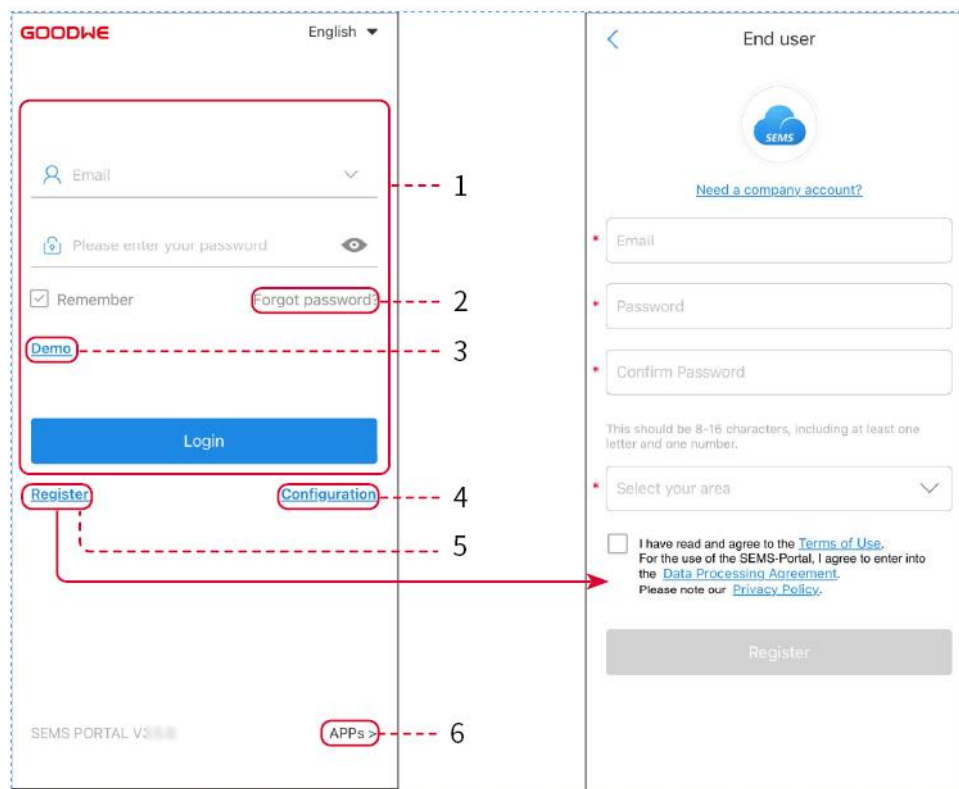 GOODWE
English
Email
1
Please enter your password
Remember
Forgot password?
2
Demo
3
Login
Register
Configuration
4
5
SEMS PORTAL
APPs >
6
End user
SEMS
Need a company account?
* Email
* Password
* Confirm Password
This should be 8-16 characters, including at least one
letter and one number.
* Select your area
I have read and agree to the Terms of Use.
For the use of the SEMS-Portal, I agree to enter into
the Data Processing Agreement.
Please note our Privacy Policy.
Register